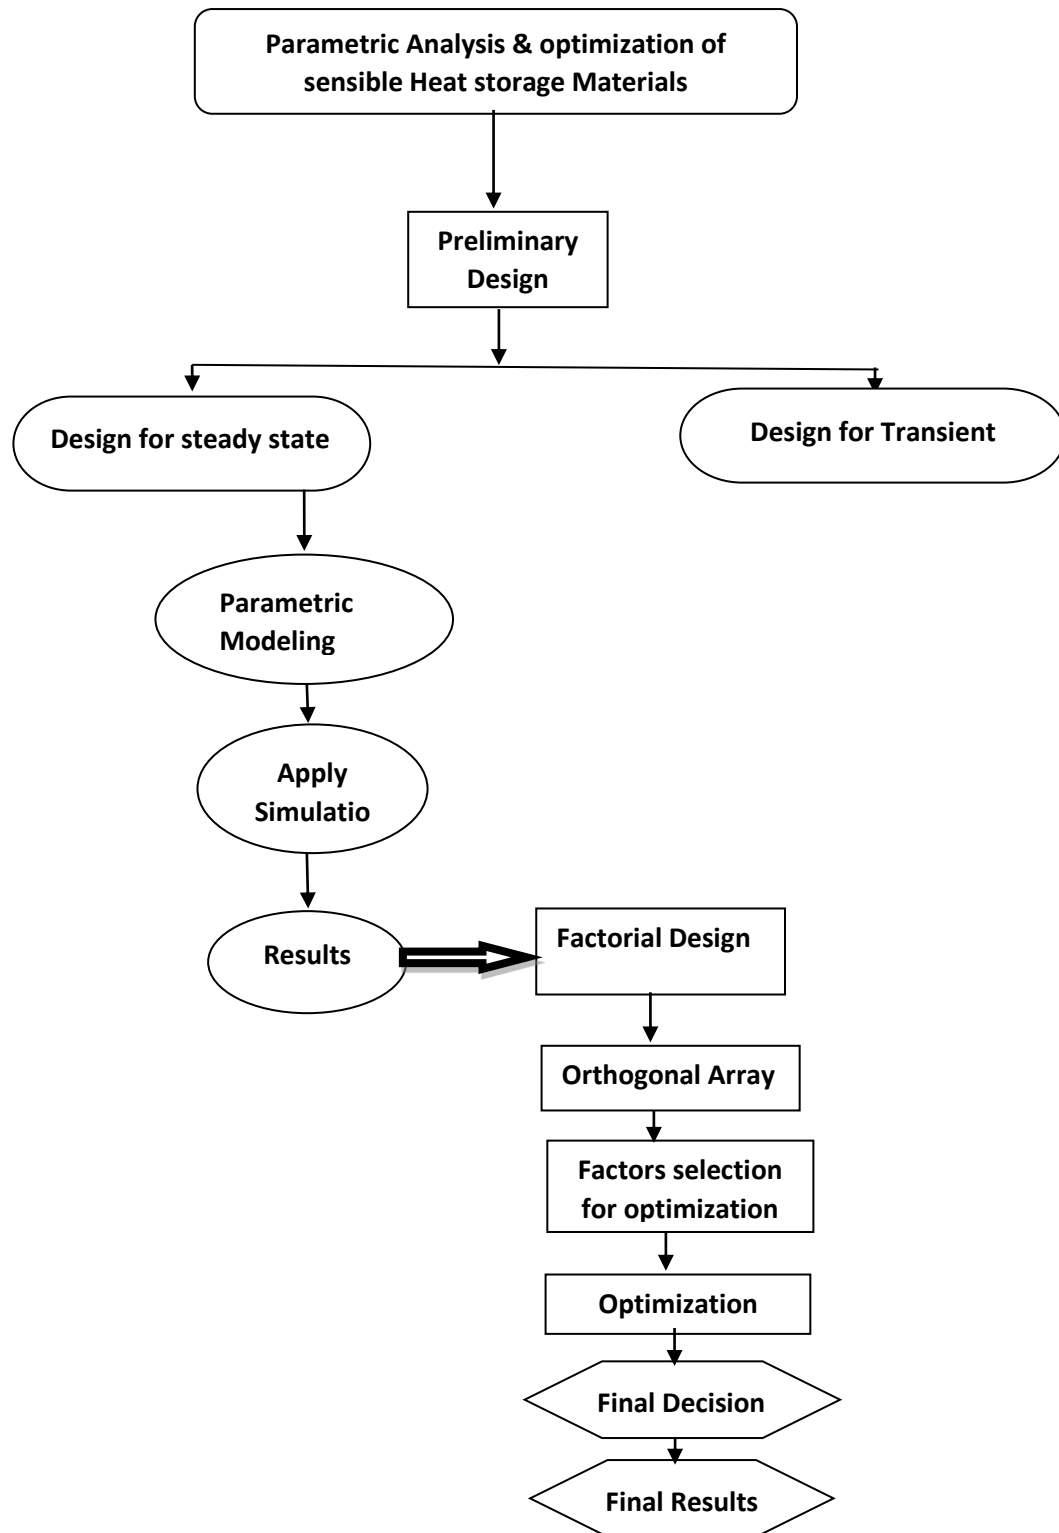 Parametric Analysis & optimization of
sensible Heat storage Materials
Preliminary
Design
Design for steady state
Design for Transient
Parametric
Modeling
Apply
Simulatio
Results
Factorial Design
Orthogonal Array
Factors selection
for optimization
Optimization
Final Decision
Final Results